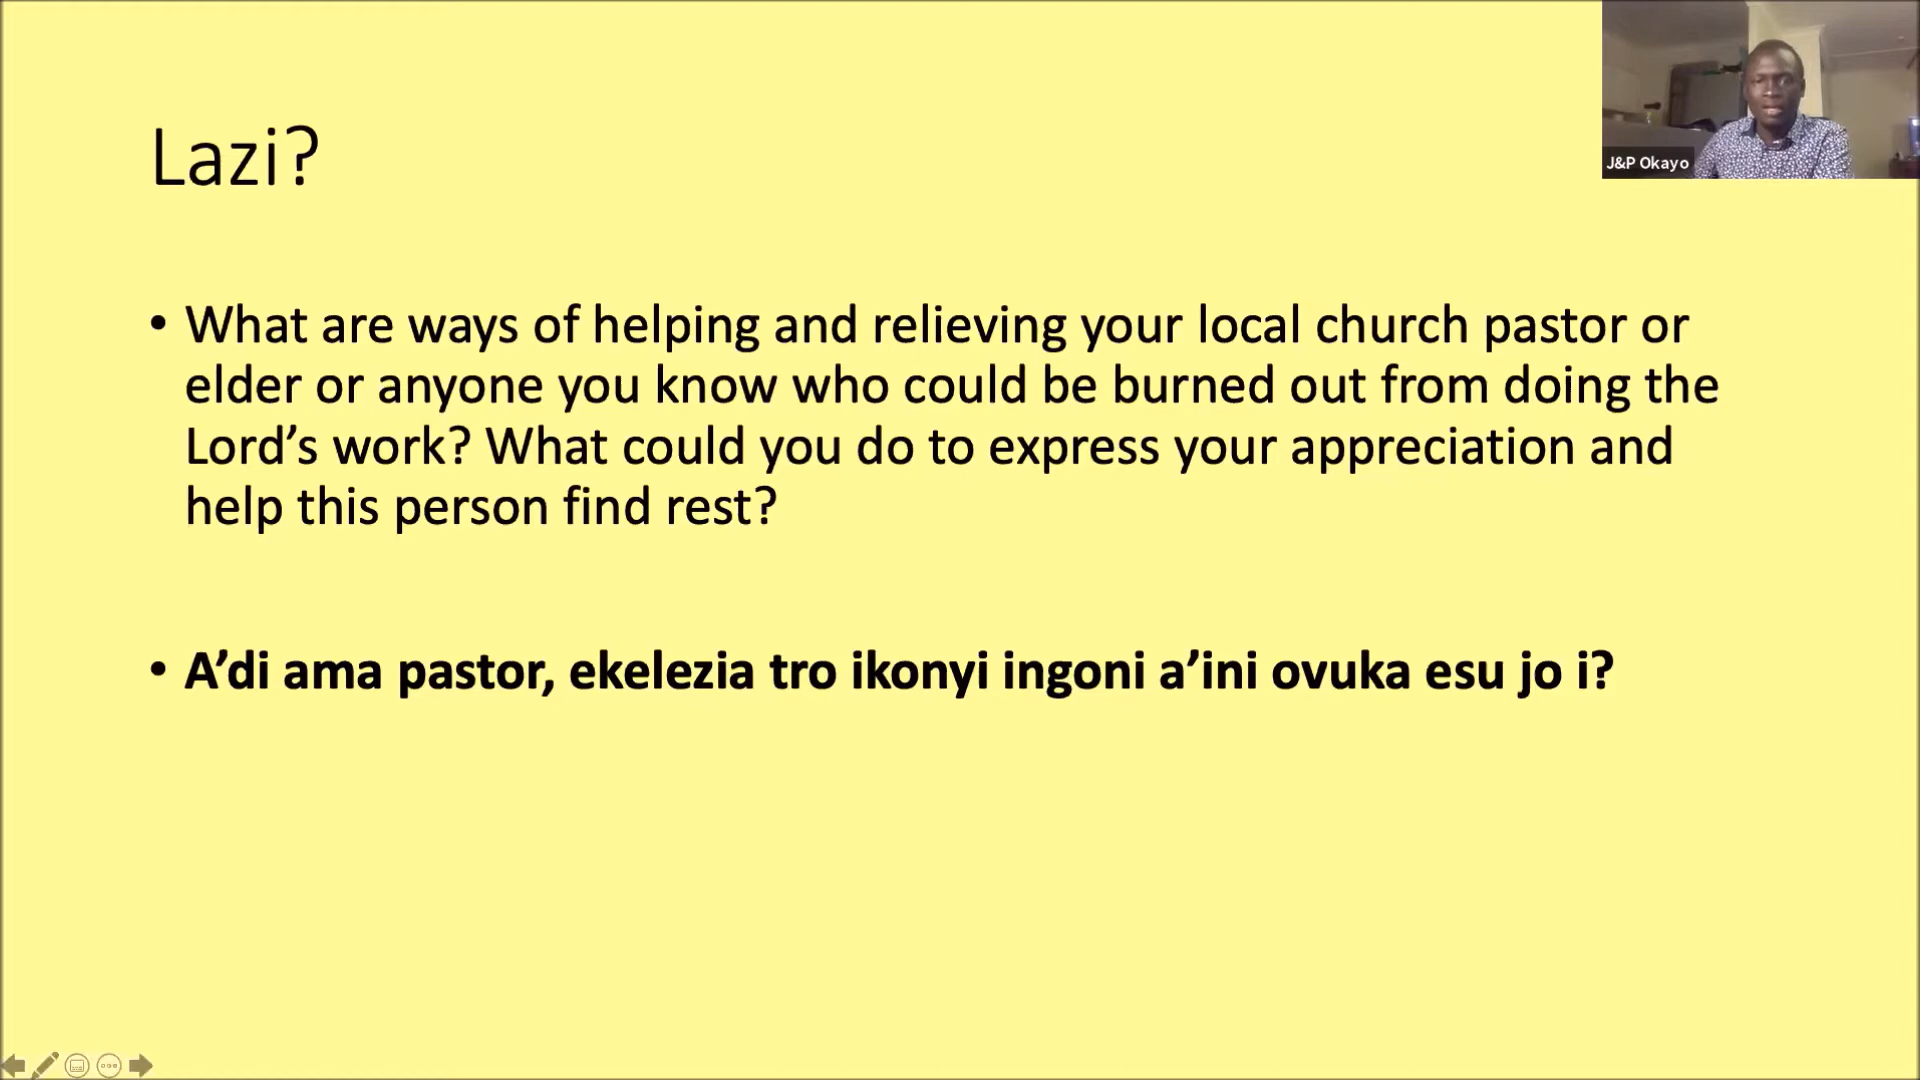 J&P Okayo
Lazi?
• What are ways of helping and relieving your local church pastor or
elder or anyone you know who could be burned out from doing the
Lord’s work? What could you do to express your appreciation and
help this person find rest?
• A’di ama pastor, ekelezia tro ikonyi ingoni a’ini ovuka esu jo i?